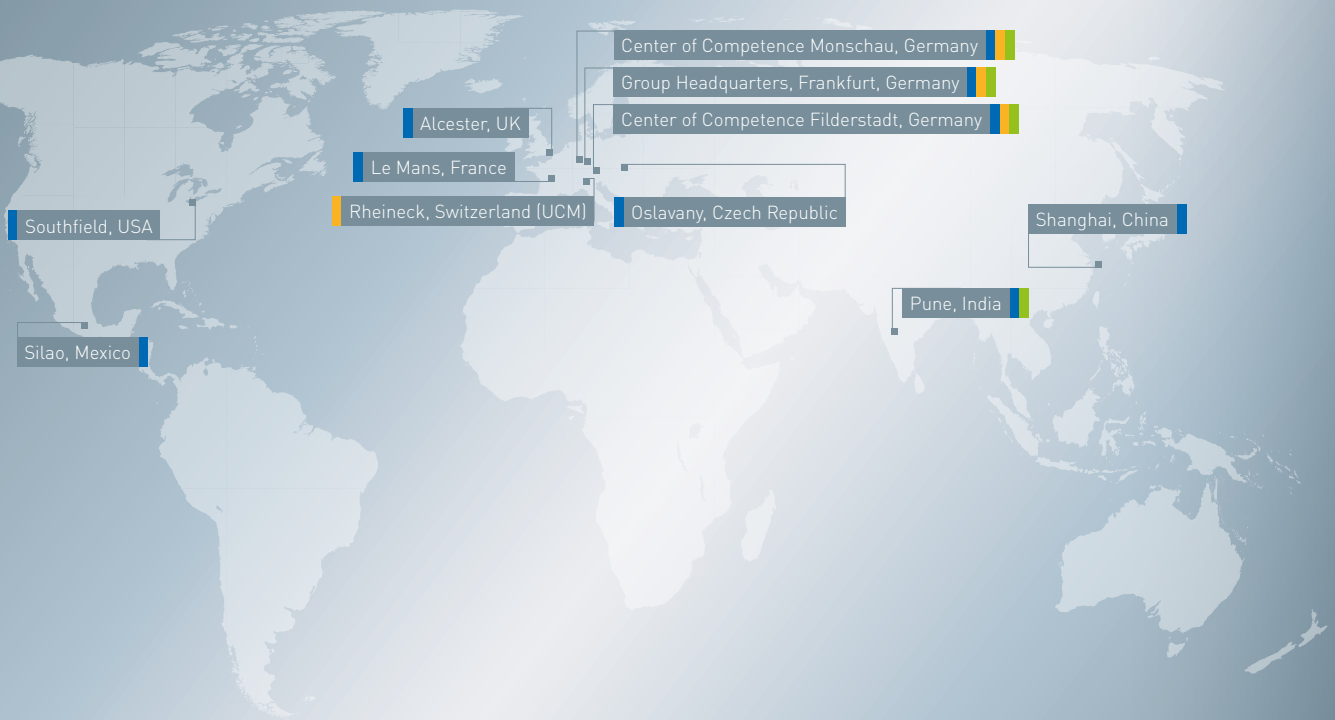 Center of Competence Monschau, Germany
Group Headquarters, Frankfurt, Germany
Center of Competence Filderstadt, Germany
Alcester, UK
Le Mans, France
Rheineck, Switzerland (UCM)
Oslavany, Czech Republic
Southfield, USA
Shanghai, China
Pune, India
Silao, Mexico